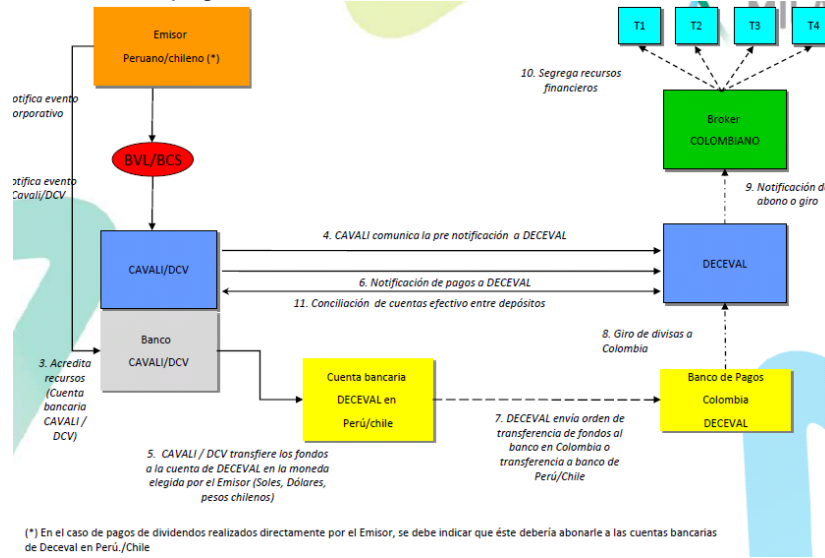 Emisor
Peruano/chileno (*)
BVL/BCS
CAVALI/DCV
Banco
CAVALI/DCV
3. Acredita
recursos
(Cuenta
bancaria
CAVALI /
DCV)
evento
evento
Cavali/DCV
4. CAVALI comunica la pre notificación a DECEVAL
6. Notificación de pagos a DECEVAL
11. Conciliación de cuentas efectivo entre depósitos
5. CAVALI / DCV transfiere los fondos
a la cuenta de DECEVAL en la moneda
elegida por el Emisor (Soles, Dólares,
pesos chilenos)
Cuenta bancaria
DECEVAL en
Perú/chile
7. DECEVAL envía orden de
transferencia de fondos al
banco en Colombia o
transferencia a banco de
Perú/Chile
Banco de Pagos
Colombia
DECEVAL
8. Giro de divisas a
Colombia
DECEVAL
9. Notificación de
abono o giro
Broker
COLOMBIANO
10. Segrega recursos
financieros
T1
T2
T3
T4
(*) En el caso de pagos de dividendos realizados directamente por el Emisor, se debe indicar que éste debería abonarle a las cuentas bancarias
de Deceval en Perú./Chile